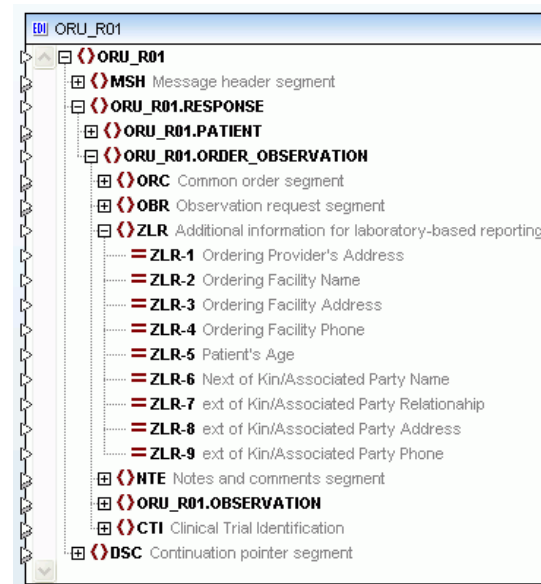 EDI ORU_R01
ORU_R01
MSH Message header segment
ORU_R01.RESPONSE
ORU_R01.PATIENT
ORU_R01.ORDER_OBSERVATION
ORC Common order segment
OBR Observation request segment
ZLR Additional information for laboratory-based reporting
ZLR-1 Ordering Provider's Address
ZLR-2 Ordering Facility Name
ZLR-3 Ordering Facility Address
ZLR-4 Ordering Facility Phone
ZLR-5 Patient's Age
ZLR-6 Next of Kin/Associated Party Name
ZLR-7 ext of Kin/Associated Party Relationahip
ZLR-8 ext of Kin/Associated Party Address
ZLR-9 ext of Kin/Associated Party Phone
NTE Notes and comments segment
ORU_R01.OBSERVATION
CTI Clinical Trial Identification
DSC Continuation pointer segment